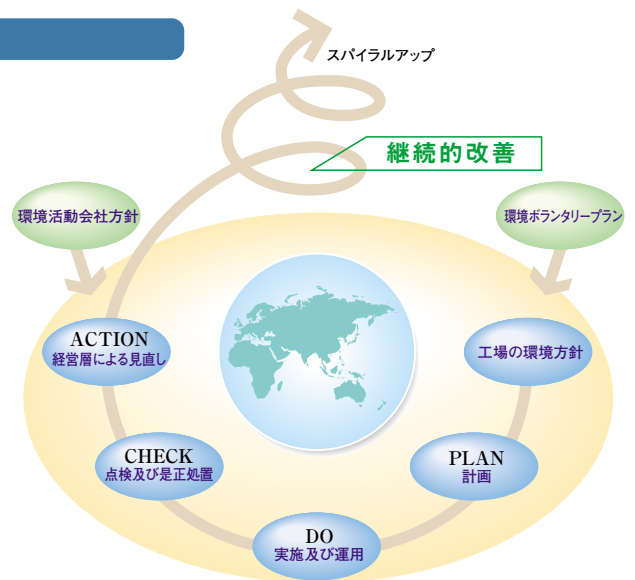 スパイラルアップ
継続的改善
環境活動会社方針
環境ボランタリープラン
ACTION
経営層による見直し
工場の環境方針
CHECK
点検及び是正処置
PLAN
計画
DO
実施及び運用